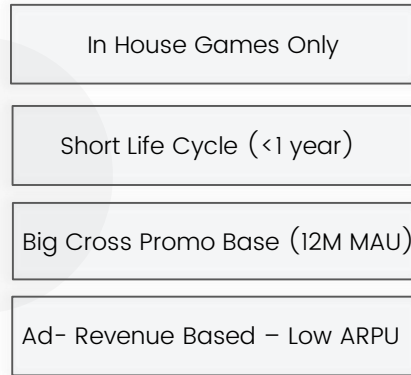 In House Games Only
Short Life Cycle (<1 year)
Big Cross Promo Base (12M MAU)
Ad- Revenue Based – Low ARPU